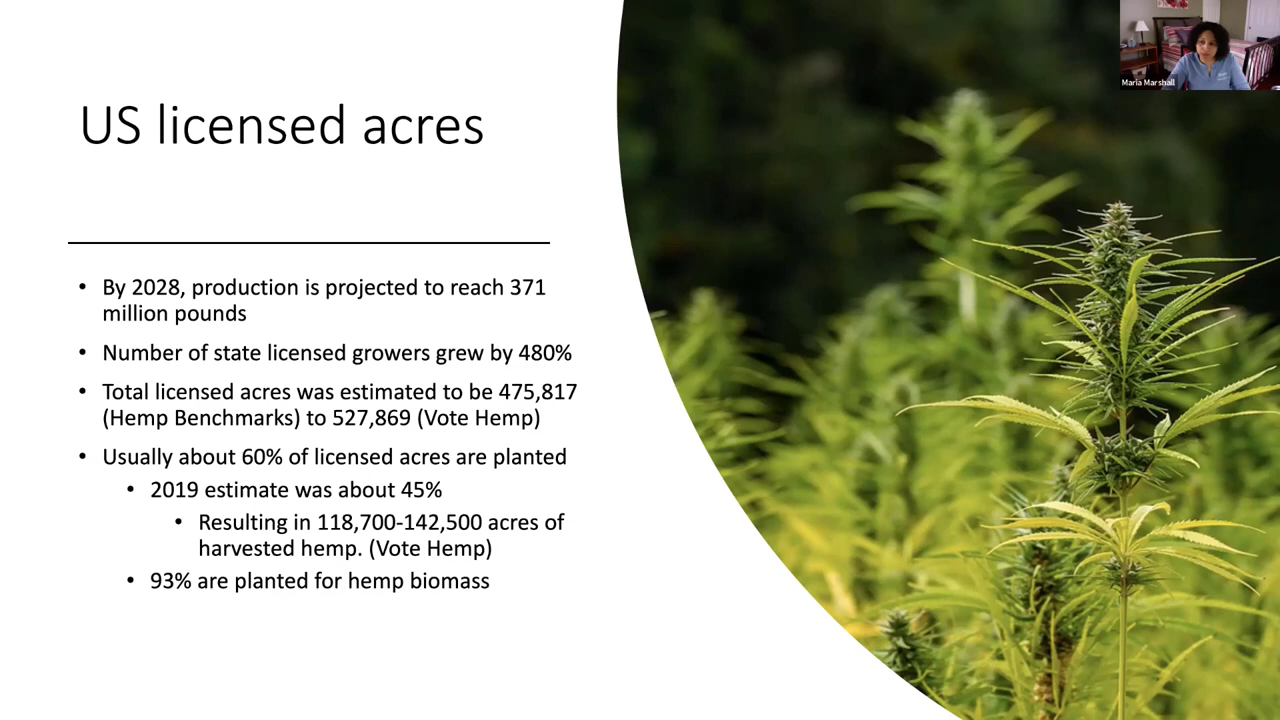 Maria Marshall
US licensed acres
• By 2028, production is projected to reach 371
million pounds
• Number of state licensed growers grew by 480%
• Total licensed acres was estimated to be 475,817
(Hemp Benchmarks) to 527,869 (Vote Hemp)
• Usually about 60% of licensed acres are planted
• 2019 estimate was about 45%
• Resulting in 118,700-142,500 acres of
harvested hemp. (Vote Hemp)
• 93% are planted for hemp biomass